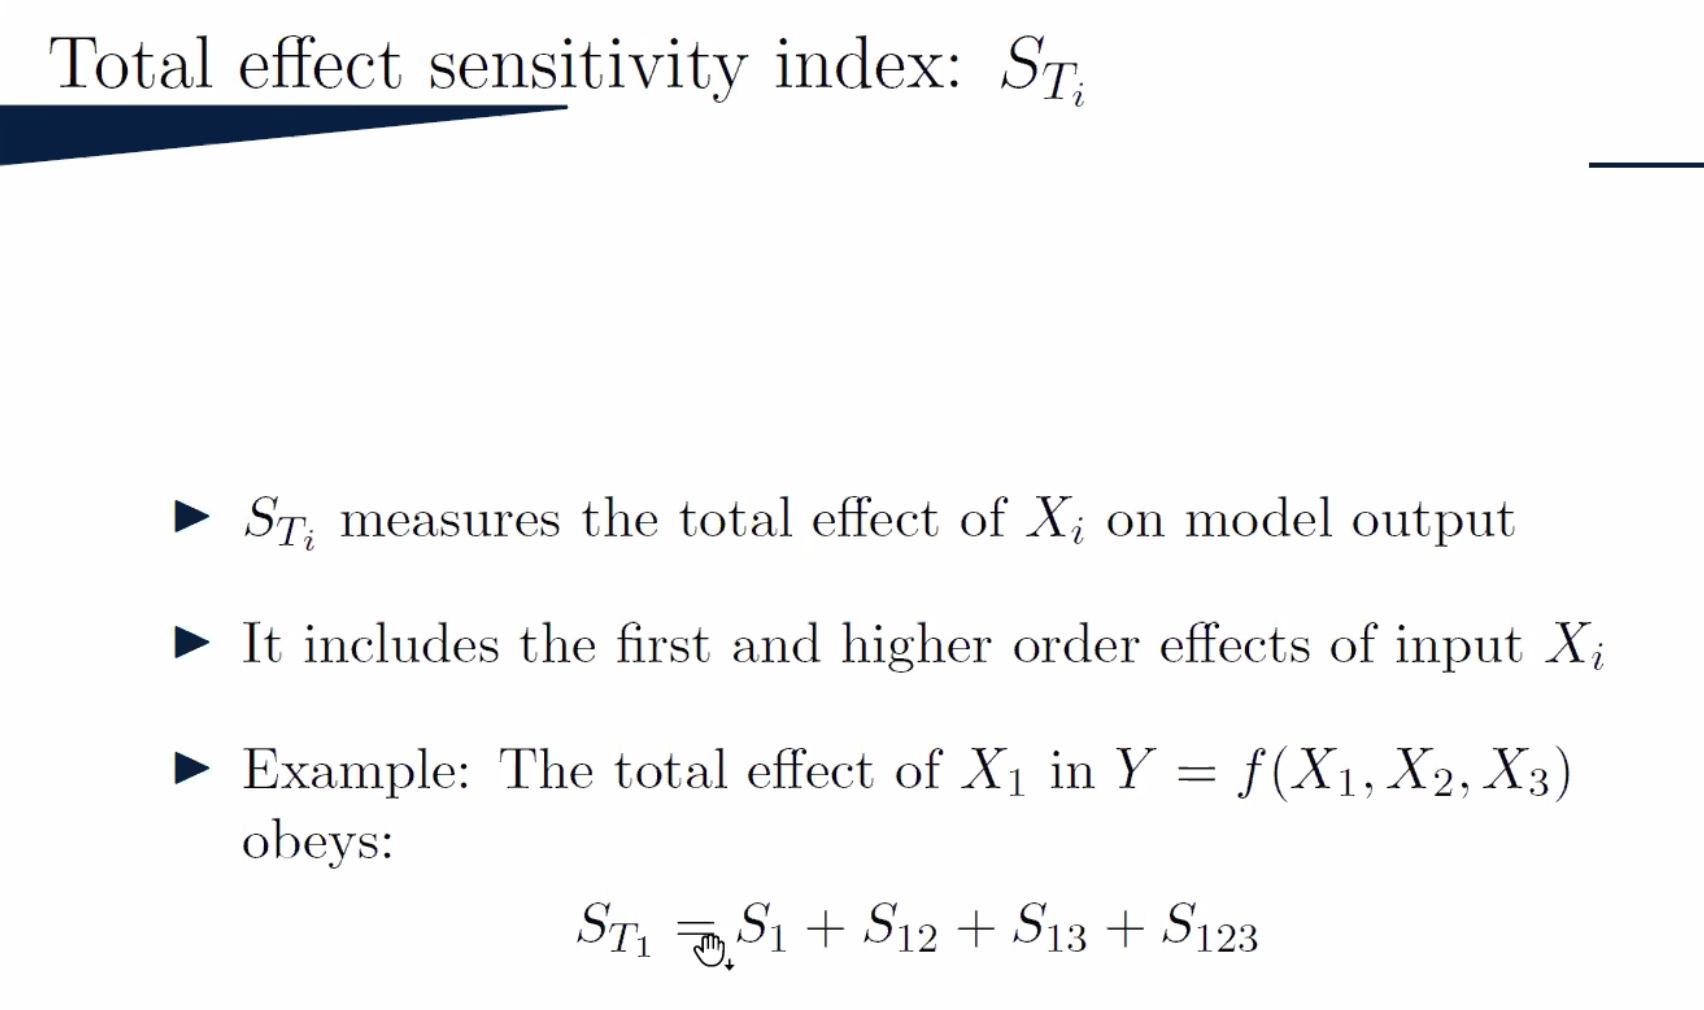 Total effect sensitivity index: $S_{T_i}$
▶ $S_{T_i}$ measures the total effect of $X_i$ on model output
▶ It includes the first and higher order effects of input $X_i$
▶ Example: The total effect of $X_1$ in $Y = f(X_1, X_2, X_3)$
obeys:
$S_{T_1} = S_1 + S_{12} + S_{13} + S_{123}$